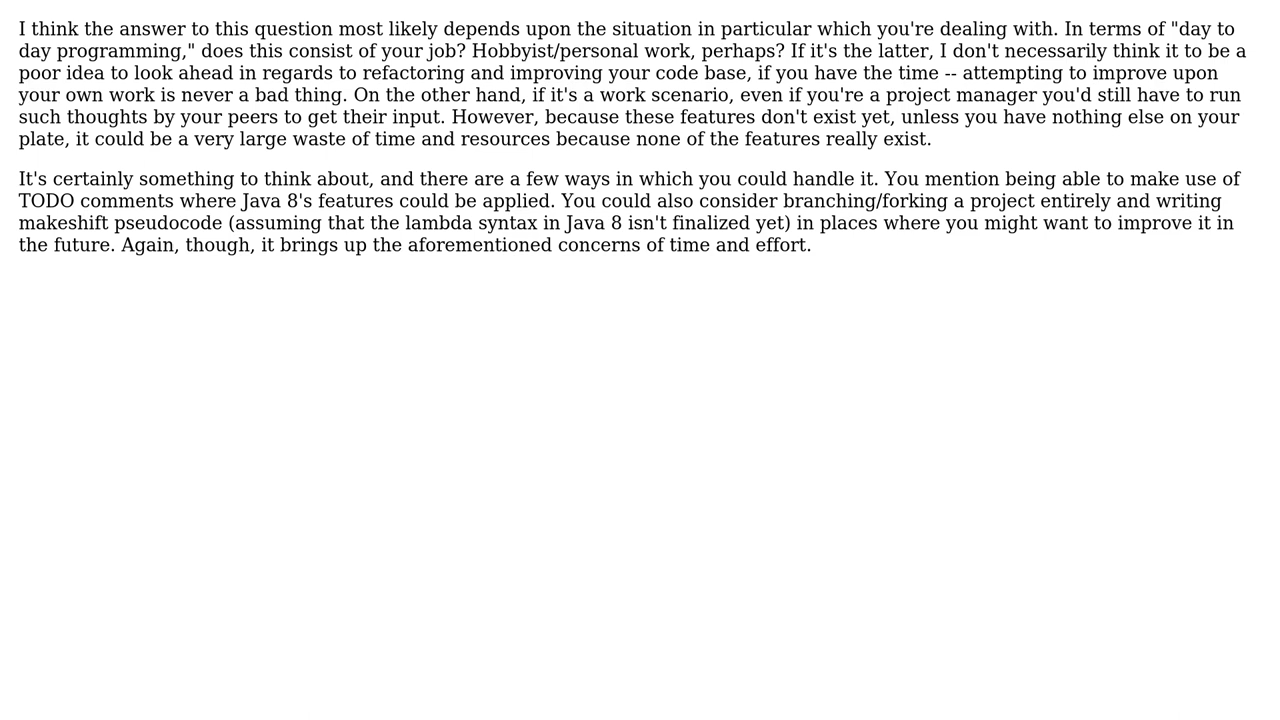 I think the answer to this question most likely depends upon the situation in particular which you're dealing with. In terms of "day to
day programming," does this consist of your job? Hobbyist/personal work, perhaps? If it's the latter, I don't necessarily think it to be a
poor idea to look ahead in regards to refactoring and improving your code base, if you have the time -- attempting to improve upon
your own work is never a bad thing. On the other hand, if it's a work scenario, even if you're a project manager you'd still have to run
such thoughts by your peers to get their input. However, because these features don't exist yet, unless you have nothing else on your
plate, it could be a very large waste of time and resources because none of the features really exist.
It's certainly something to think about, and there are a few ways in which you could handle it. You mention being able to make use of
TODO comments where Java 8's features could be applied. You could also consider branching/forking a project entirely and writing
makeshift pseudocode (assuming that the lambda syntax in Java 8 isn't finalized yet) in places where you might want to improve it in
the future. Again, though, it brings up the aforementioned concerns of time and effort.